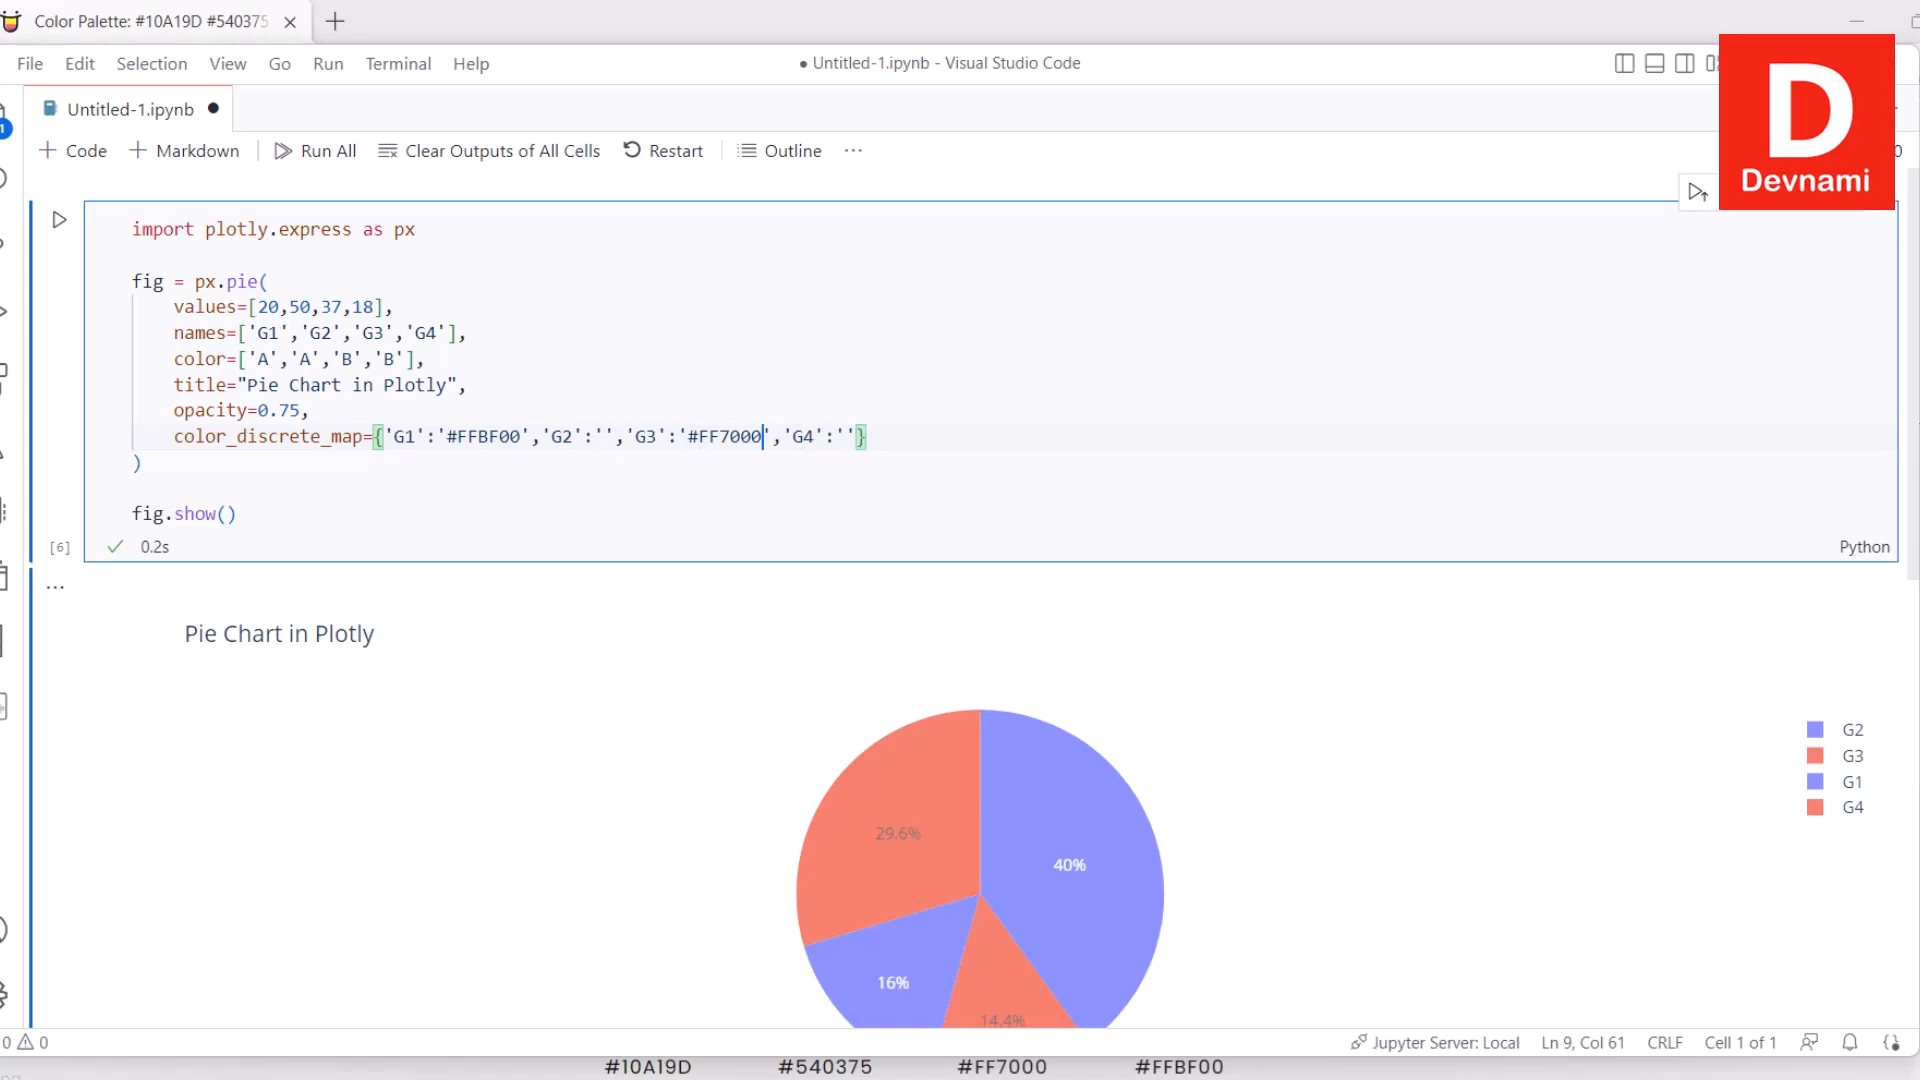 Color Palette: #10A19D #540375
File Edit Selection View Go Run Terminal Help
● Untitled-1.ipynb - Visual Studio Code
D
Devnami
Untitled-1.ipynb
Code Markdown Run All Clear Outputs of All Cells Restart Outline ...
import plotly.express as px
fig = px.pie(
values=[20,50,37,18],
names=['G1','G2','G3','G4'],
color=['A','A','B','B'],
title="Pie Chart in Plotly",
opacity=0.75,
color_discrete_map={'G1':'#FFBF00','G2':'','G3':'#FF7000','G4':''}
)
fig.show()
[6] 0.2s Python
...
Pie Chart in Plotly
G2
G3
G1
G4
29.6%
40%
16%
14.4%
0 0 Jupyter Server: Local Ln 9, Col 61 CRLF Cell 1 of 1
#10A19D #540375 #FF7000 #FFBF00